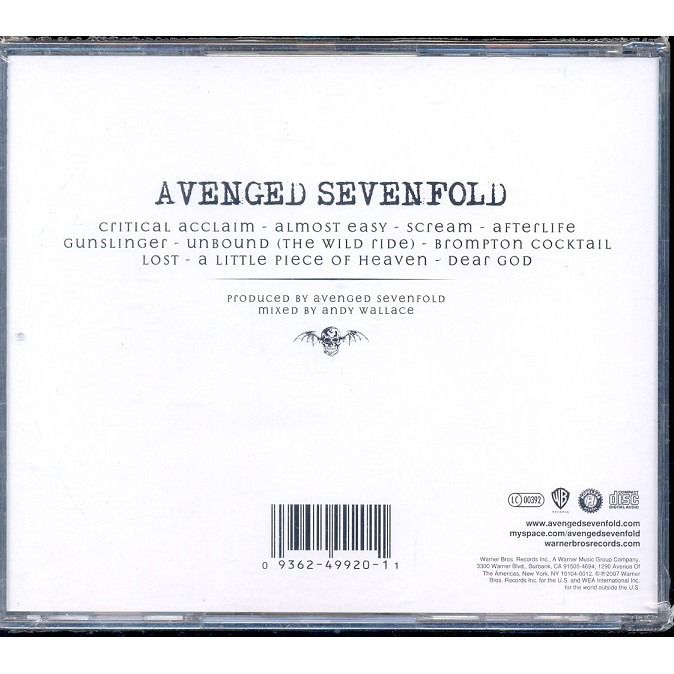 AVENGED SEVENFOLD
critical acclaim - almost easy - scream - afterlife
gunslinger - unbound (the wild ride) - brompton cocktail
lost - a little piece of heaven - dear god
produced by avenged sevenfold
mixed by andy wallace
LC 00392
WB
COMPACT
disc
DIGITAL AUDIO
www.avengedsevenfold.com
myspace.com/avengedsevenfold
warnerbrosrecords.com
0 9362-49920-1 1
Warner Bros. Records Inc., A Warner Music Group Company,
3300 Warner Blvd., Burbank, CA 91505-4694; 1290 Avenue Of
The Americas, New York, NY 10104-0012. © ℗ 2007 Warner
Bros. Records Inc. for the U.S. and WEA International Inc.
for the world outside the U.S.